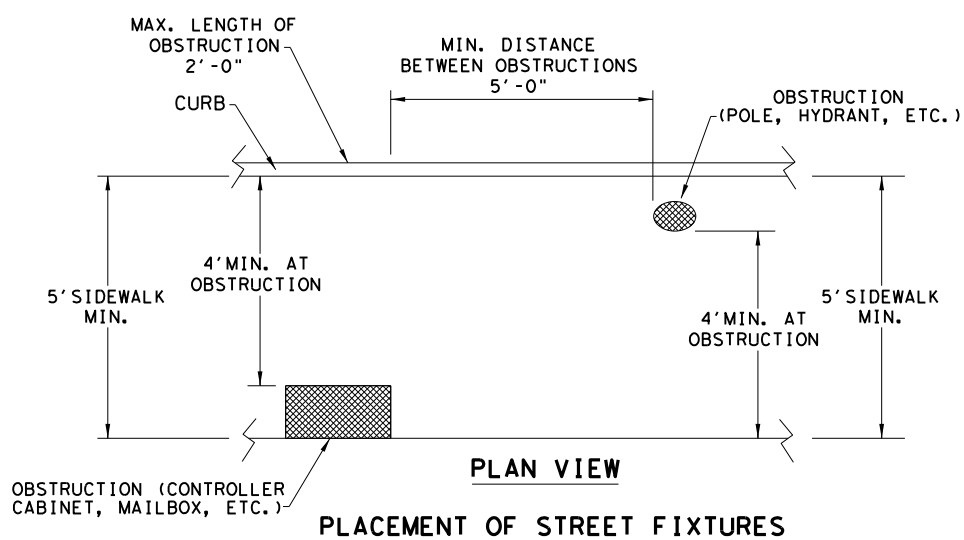 MAX. LENGTH OF
OBSTRUCTION
2'-0"
CURB
MIN. DISTANCE
BETWEEN OBSTRUCTIONS
5'-0"
OBSTRUCTION
(POLE, HYDRANT, ETC.)
4'MIN. AT
OBSTRUCTION
5'SIDEWALK
MIN.
4'MIN. AT
OBSTRUCTION
5'SIDEWALK
MIN.
OBSTRUCTION (CONTROLLER
CABINET, MAILBOX, ETC.)
PLAN VIEW
PLACEMENT OF STREET FIXTURES